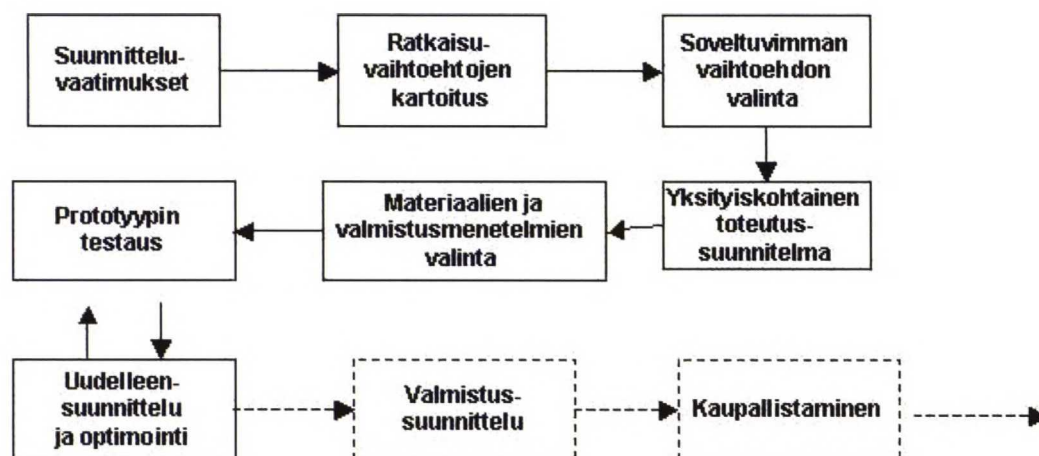 Suunnittelu-
vaatimukset
Ratkaisu-
vaihtoehtojen
kartoitus
Soveltuvimman
vaihtoehdon
valinta
Yksityiskohtainen
toteutus-
suunnitelma
Materiaalien ja
valmistusmenetelmien
valinta
Prototyypin
testaus
Uudelleen-
suunnittelu
ja optimointi
Valmistus-
suunnittelu
Kaupallistaminen